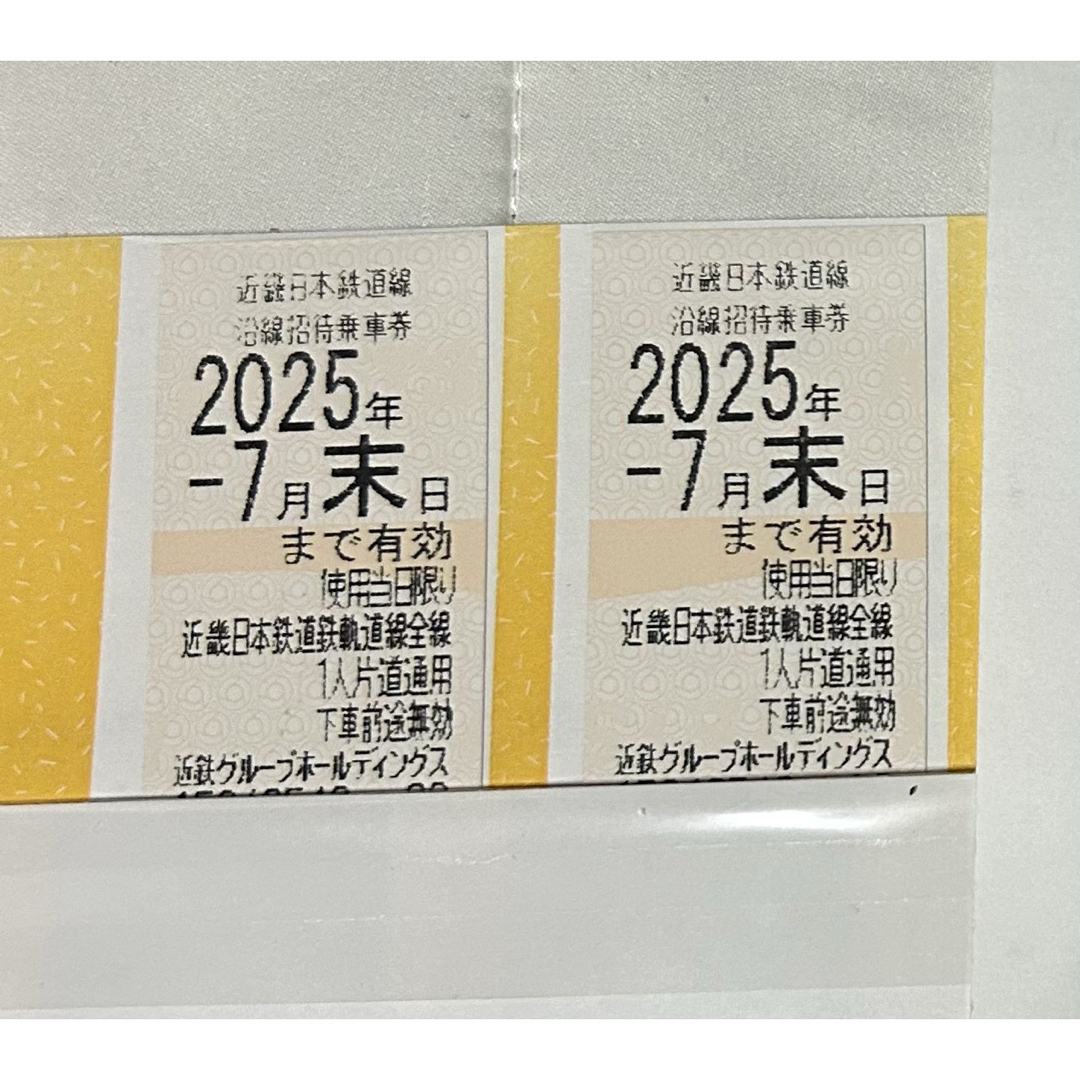 近畿日本鉄道線
沿線招待乗車券
2025年
-7月末日
まで有効
使用当日限り
近畿日本鉄道鉄軌道線全線
1人片道通用
下車前途無効
近鉄グループホールディングス
近畿日本鉄道線
沿線招待乗車券
2025年
-7月末日
まで有効
使用当日限り
近畿日本鉄道鉄軌道線全線
1人片道通用
下車前途無効
近鉄グループホールディングス